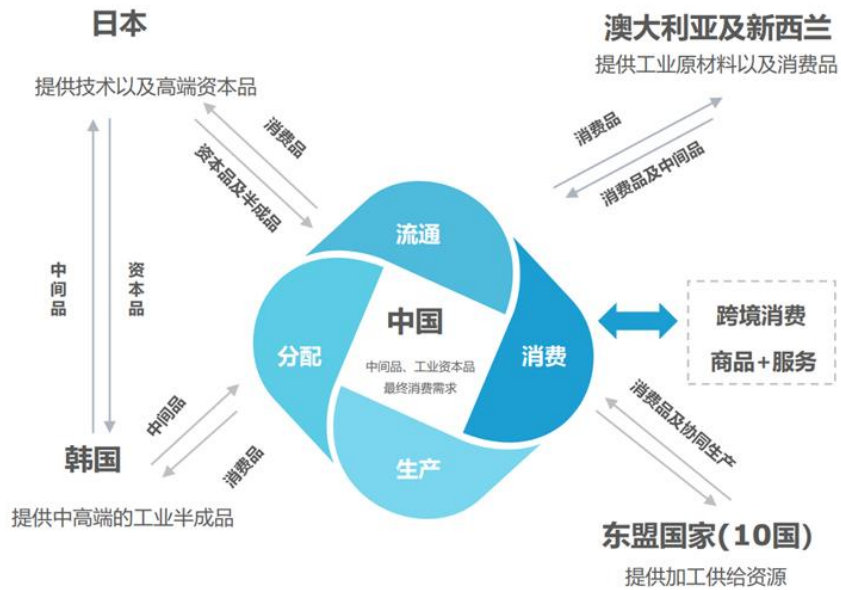 日本
提供技术以及高端资本品
澳大利亚及新西兰
提供工业原材料以及消费品
消费品
资本品及半成品
消费品
消费品及中间品
中间品
资本品
流通
分配
中国
中间品、工业资本品
最终消费需求
消费
生产
跨境消费
商品+服务
中间品
消费品
消费品及协同生产
韩国
提供中高端的工业半成品
东盟国家(10国)
提供加工供给资源